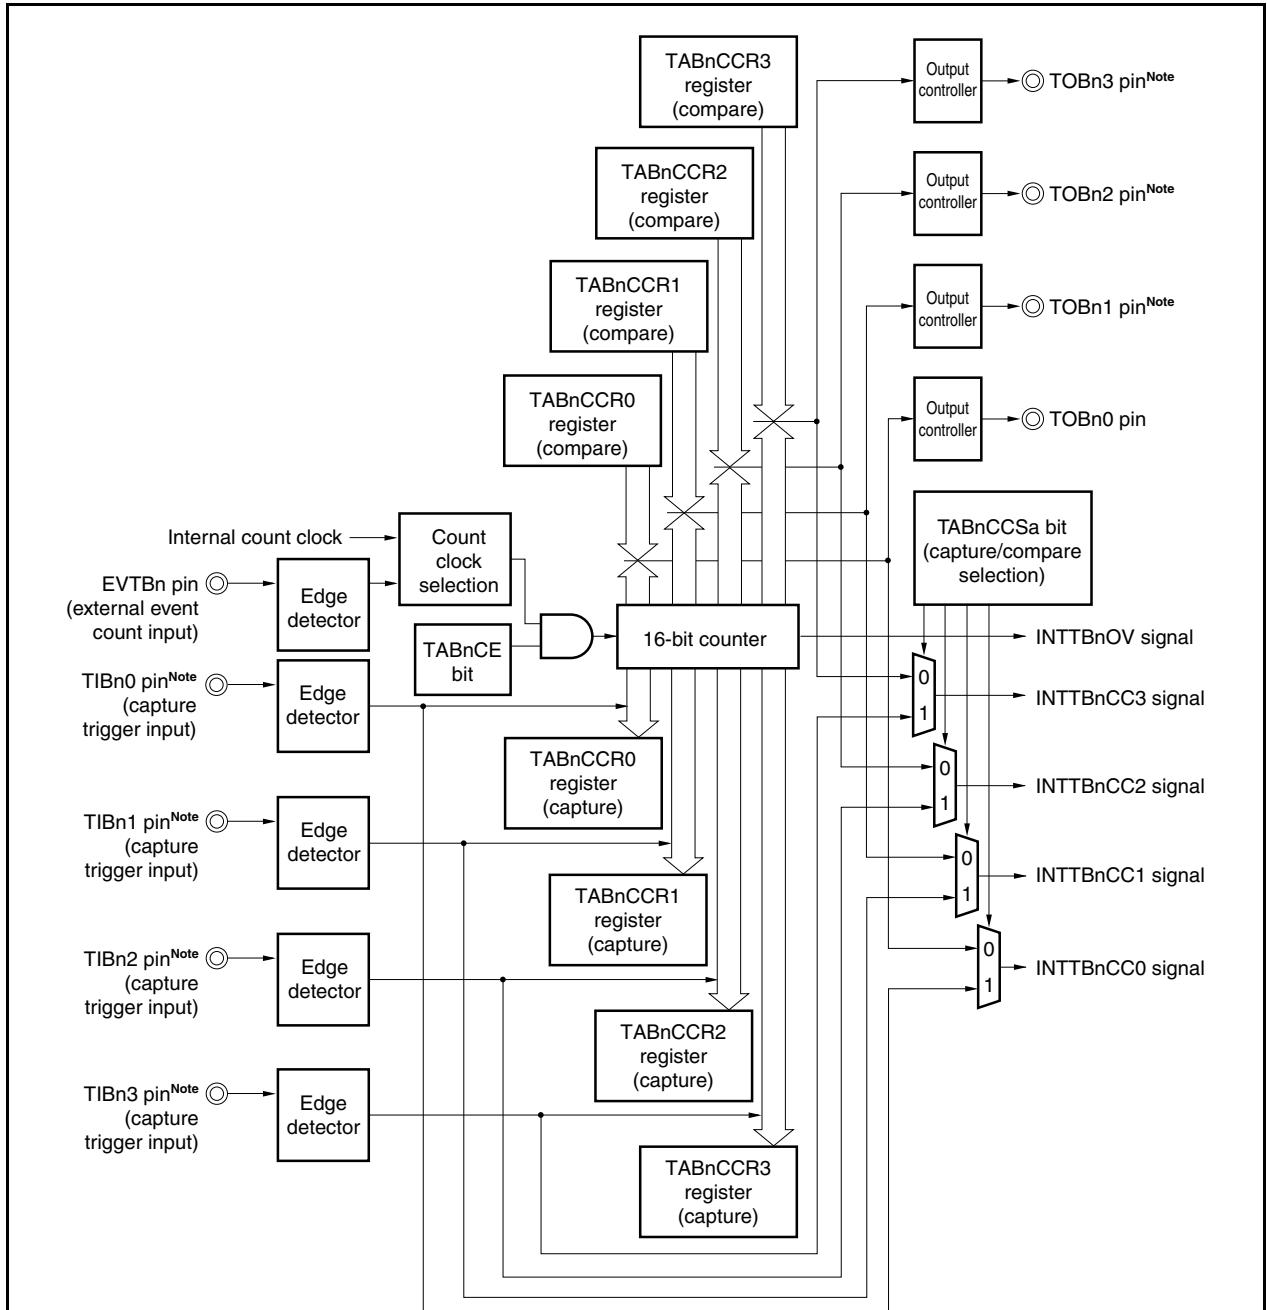 TABnCCR3
register
(compare)
Output
controller
TOBn3 pinNote
TABnCCR2
register
(compare)
Output
controller
TOBn2 pinNote
TABnCCR1
register
(compare)
Output
controller
TOBn1 pinNote
TABnCCR0
register
(compare)
Output
controller
TOBn0 pin
Internal count clock
Count
clock
selection
TABnCCSa bit
(capture/compare
selection)
EVTBn pin
(external event
count input)
Edge
detector
TABnCE
bit
16-bit counter
INTTBnOV signal
TIBn0 pinNote
(capture
trigger input)
Edge
detector
0
1
INTTBnCC3 signal
TABnCCR0
register
(capture)
0
1
INTTBnCC2 signal
TIBn1 pinNote
(capture
trigger input)
Edge
detector
0
1
INTTBnCC1 signal
TABnCCR1
register
(capture)
0
1
INTTBnCC0 signal
TIBn2 pinNote
(capture
trigger input)
Edge
detector
TABnCCR2
register
(capture)
TIBn3 pinNote
(capture
trigger input)
Edge
detector
TABnCCR3
register
(capture)